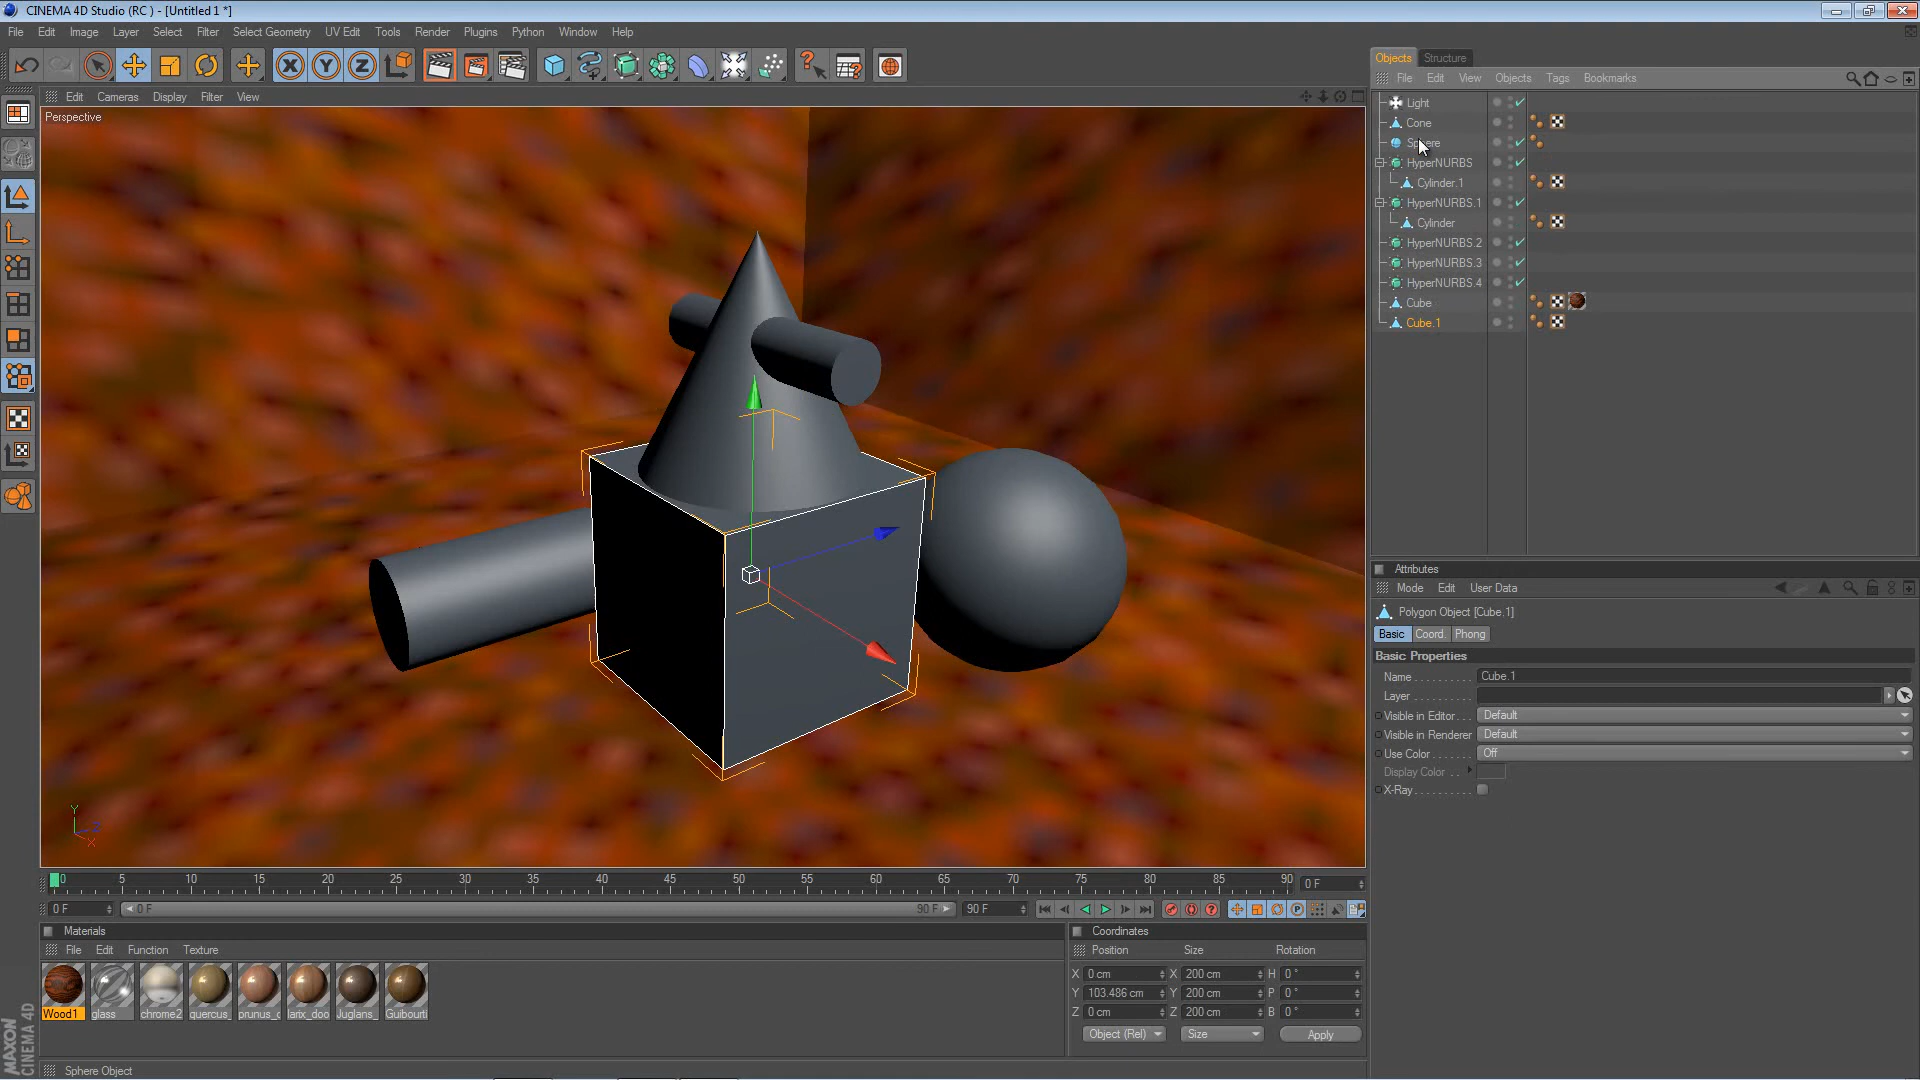 CINEMA 4D Studio (RC ) - [Untitled 1 *]
File Edit Image Layer Select Filter Select Geometry UV Edit Tools Render Plugins Python Window Help
Edit Cameras Display Filter View
Perspective
Objects Structure
File Edit View Objects Tags Bookmarks
Light
Cone
Sphere
HyperNURBS
Cylinder.1
HyperNURBS.1
Cylinder
HyperNURBS.2
HyperNURBS.3
HyperNURBS.4
Cube
Cube.1
Attributes
Mode Edit User Data
Polygon Object [Cube.1]
Basic Coord. Phong
Basic Properties
Name Cube.1
Layer
Visible in Editor Default
Visible in Renderer Default
Use Color Off
Display Color
X-Ray
Y
Z
X
0 5 10 15 20 25 30 35 40 45 50 55 60 65 70 75 80 85 90 0 F
0 F 0 F 90 F 90 F
Materials
File Edit Function Texture
Wood1 glass chrome2 quercus_ prunus_c larix_doo Juglans_ Guibourti
Coordinates
Position Size Rotation
X 0 cm X 200 cm H 0 °
Y 103.486 cm Y 200 cm P 0 °
Z 0 cm Z 200 cm B 0 °
Object (Rel) Size Apply
MAXON
CINEMA 4D
Sphere Object